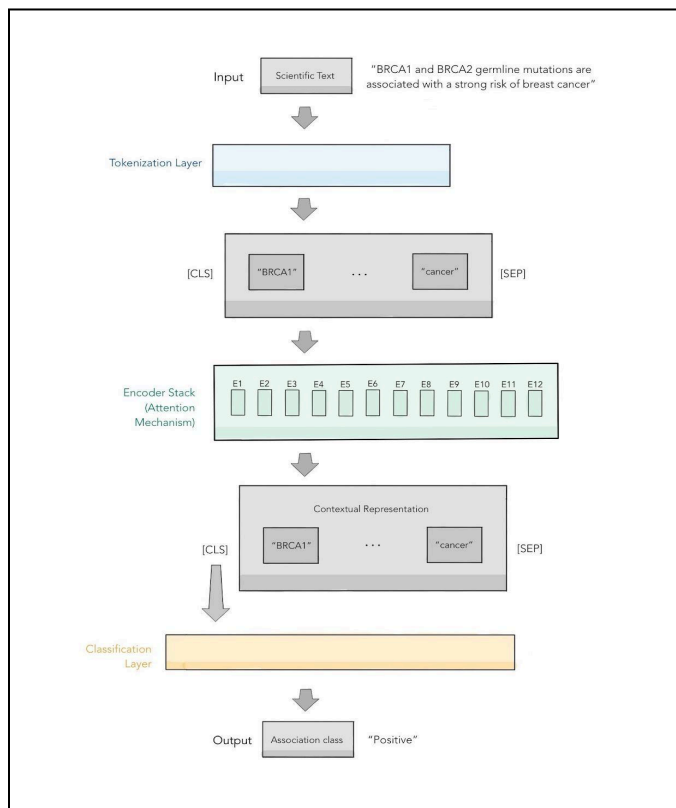 Input
Scientific Text
"BRCA1 and BRCA2 germline mutations are
associated with a strong risk of breast cancer"
Tokenization Layer
[CLS]
"BRCA1"
...
"cancer"
[SEP]
E1 E2 E3 E4 E5 E6 E7 E8 E9 E10 E11 E12
Encoder Stack
(Attention
Mechanism)
Contextual Representation
[CLS]
"BRCA1"
...
"cancer"
[SEP]
Classification
Layer
Output
Association class
"Positive"